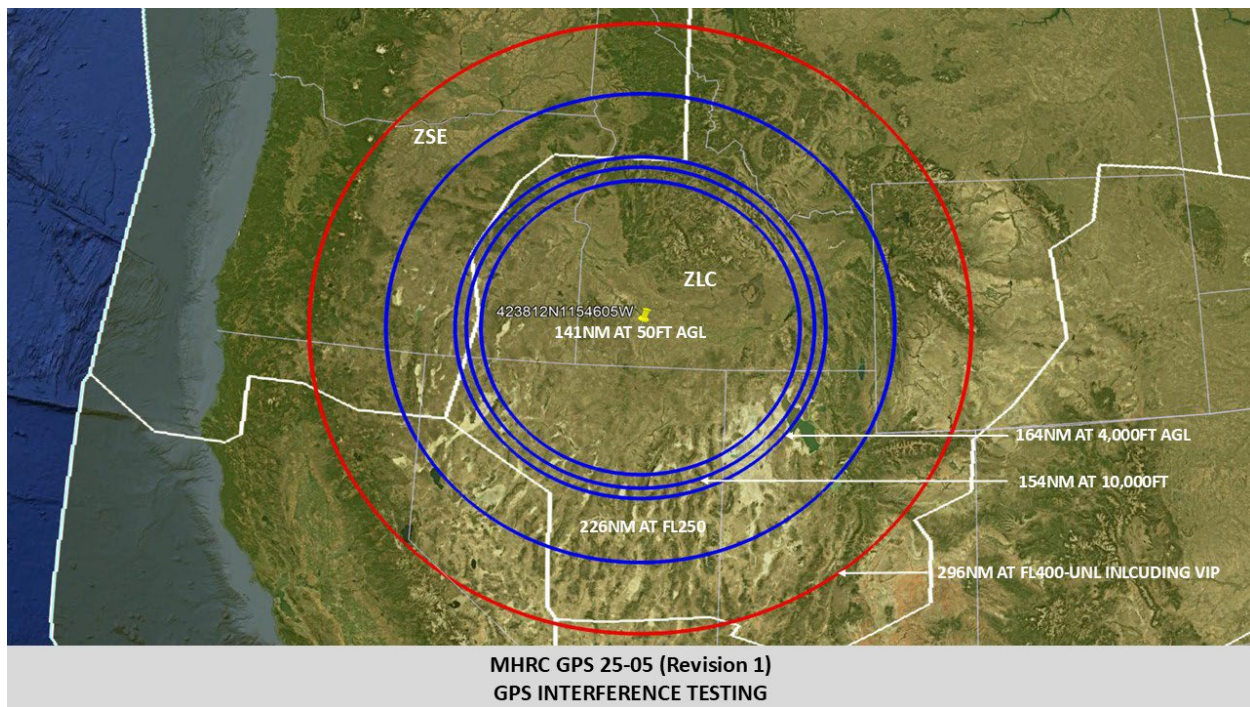 ZSE
ZLC
423812N1154605W
141NM AT 50FT AGL
164NM AT 4,000FT AGL
154NM AT 10,000FT
226NM AT FL250
296NM AT FL400-UNL INLCUDING VIP
MHRC GPS 25-05 (Revision 1)
GPS INTERFERENCE TESTING